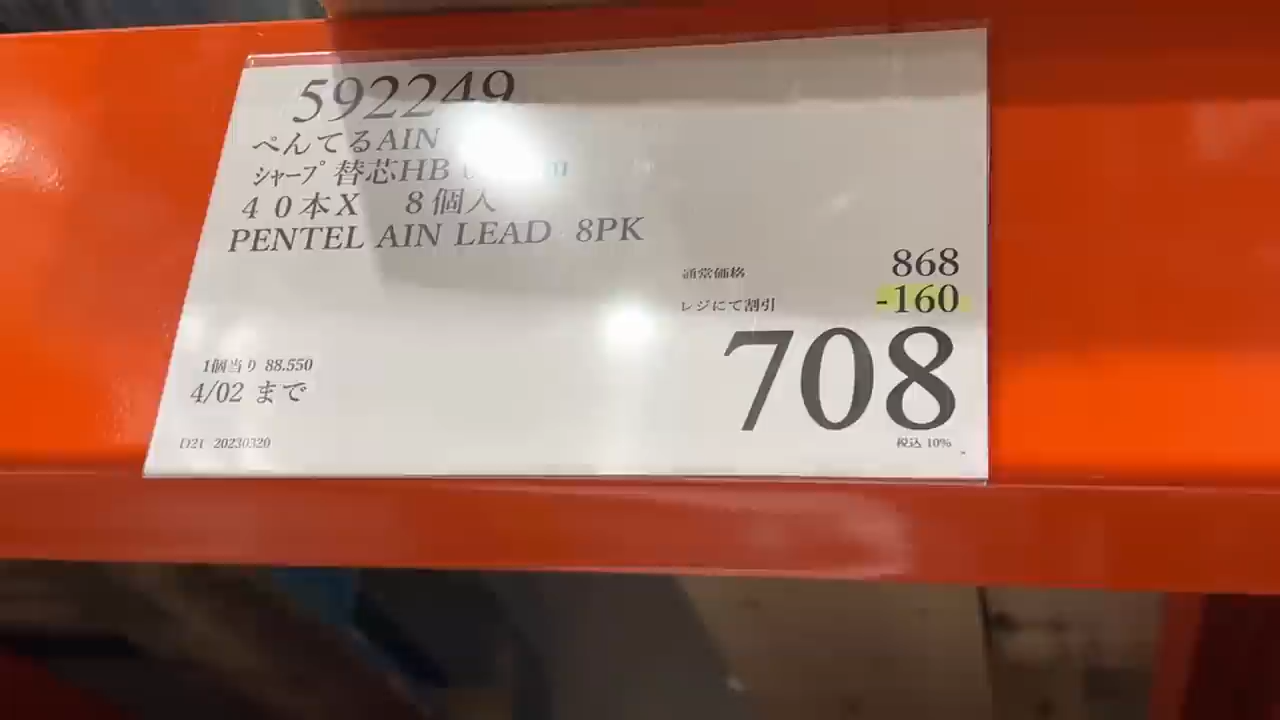 592249
ぺんてるAIN
ｼｬｰﾌﾟ 替芯HB
４０本X ８個入
PENTEL AIN LEAD 8PK
通常価格 868
レジにて割引 -160
708
税込 10%
1個当り 88.550
4/02 まで
20230320